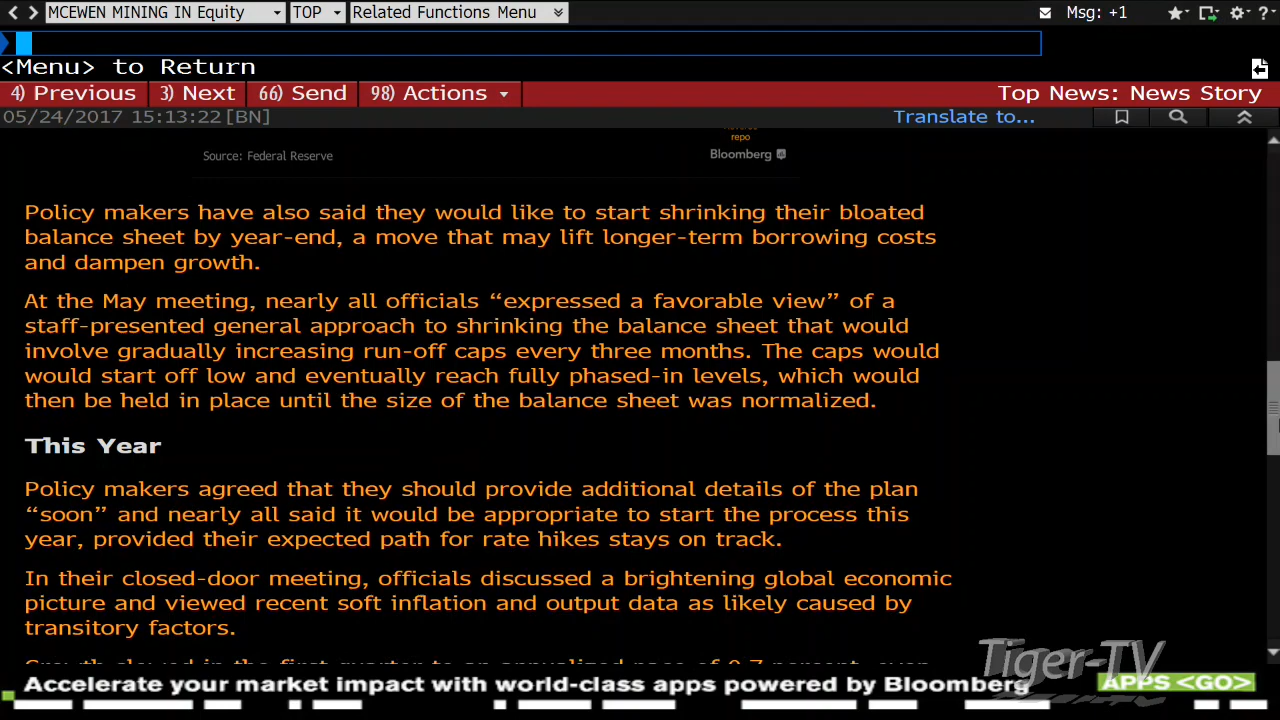 MCEWEN MINING IN Equity TOP Related Functions Menu Msg: +1
<Menu> to Return
4) Previous 3) Next 66) Send 98) Actions Top News: News Story
05/24/2017 15:13:22 [BN] Translate to...
repo
Source: Federal Reserve Bloomberg
Policy makers have also said they would like to start shrinking their bloated
balance sheet by year-end, a move that may lift longer-term borrowing costs
and dampen growth.
At the May meeting, nearly all officials “expressed a favorable view” of a
staff-presented general approach to shrinking the balance sheet that would
involve gradually increasing run-off caps every three months. The caps would
would start off low and eventually reach fully phased-in levels, which would
then be held in place until the size of the balance sheet was normalized.
This Year
Policy makers agreed that they should provide additional details of the plan
“soon” and nearly all said it would be appropriate to start the process this
year, provided their expected path for rate hikes stays on track.
In their closed-door meeting, officials discussed a brightening global economic
picture and viewed recent soft inflation and output data as likely caused by
transitory factors.
Tiger-TV
Accelerate your market impact with world-class apps powered by Bloomberg APPS <GO>